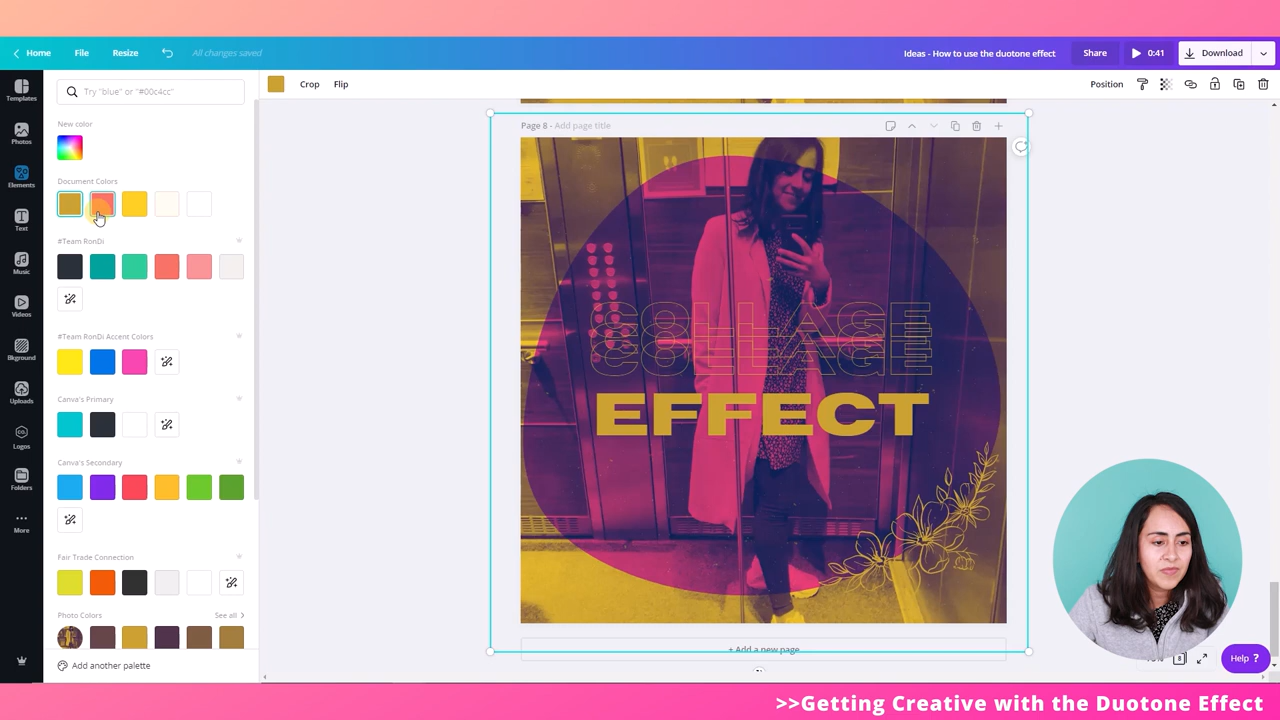 Home
File
Resize
All changes saved
Ideas - How to use the duotone effect
Share
0:41
Download
Templates
Photos
Elements
Text
Music
Videos
Bkground
Uploads
CO.
Logos
Folders
More
Try "blue" or "#00c4cc"
New color
Document Colors
#Team RonDi
#Team RonDi Accent Colors
Canva's Primary
Canva's Secondary
Fair Trade Connection
Photo Colors
See all
Add another palette
Crop
Flip
Position
Page 8 - Add page title
COLLAGE
COLLAGE
COLLAGE
EFFECT
+ Add a new page
8
Help ?
>>Getting Creative with the Duotone Effect